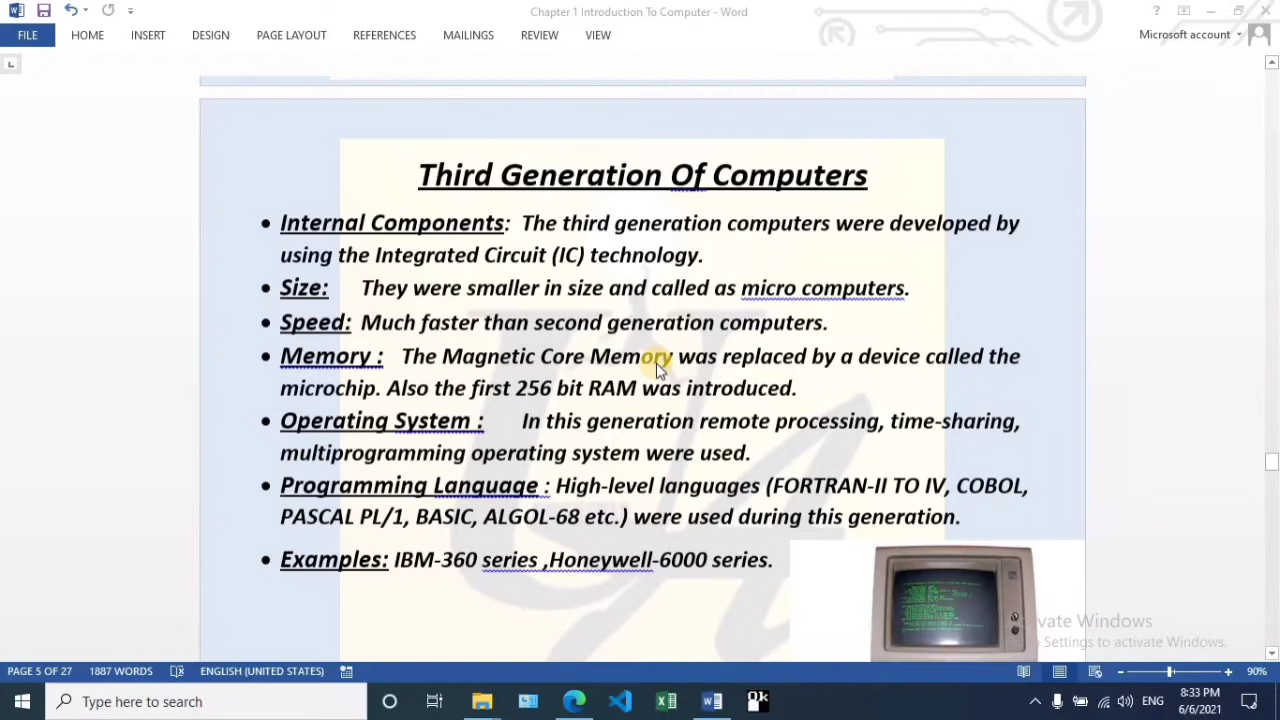 Chapter 1 Introduction To Computer - Word
FILE HOME INSERT DESIGN PAGE LAYOUT REFERENCES MAILINGS REVIEW VIEW Microsoft account
Third Generation Of Computers
• Internal Components: The third generation computers were developed by
using the Integrated Circuit (IC) technology.
• Size: They were smaller in size and called as micro computers.
• Speed: Much faster than second generation computers.
• Memory : The Magnetic Core Memory was replaced by a device called the
microchip. Also the first 256 bit RAM was introduced.
• Operating System : In this generation remote processing, time-sharing,
multiprogramming operating system were used.
• Programming Language : High-level languages (FORTRAN-II TO IV, COBOL,
PASCAL PL/1, BASIC, ALGOL-68 etc.) were used during this generation.
• Examples: IBM-360 series ,Honeywell-6000 series.
vate Windows
Settings to activate Windows.
PAGE 5 OF 27 1887 WORDS ENGLISH (UNITED STATES) 90%
Type here to search
ENG
8:33 PM
6/6/2021